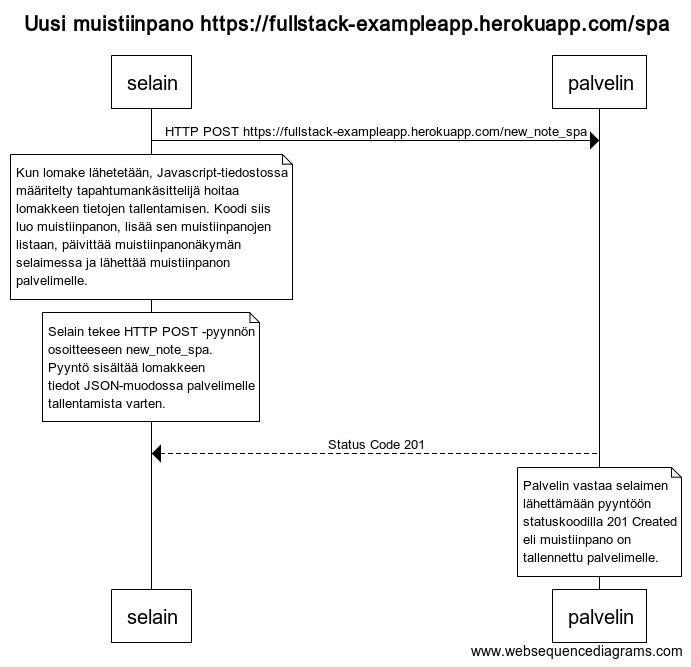 Uusi muistiinpano https://fullstack-exampleapp.herokuapp.com/spa
selain
palvelin
HTTP POST https://fullstack-exampleapp.herokuapp.com/new_note_spa
Kun lomake lähetetään, Javascript-tiedostossa
määritelty tapahtumankäsittelijä hoitaa
lomakkeen tietojen tallentamisen. Koodi siis
luo muistiinpanon, lisää sen muistiinpanojen
listaan, päivittää muistiinpanonäkymän
selaimessa ja lähettää muistiinpanon
palvelimelle.
Selain tekee HTTP POST -pyynnön
osoitteeseen new_note_spa.
Pyyntö sisältää lomakkeen
tiedot JSON-muodossa palvelimelle
tallentamista varten.
Status Code 201
Palvelin vastaa selaimen
lähettämään pyyntöön
statuskoodilla 201 Created
eli muistiinpano on
tallennettu palvelimelle.
selain
palvelin
www.websequencediagrams.com